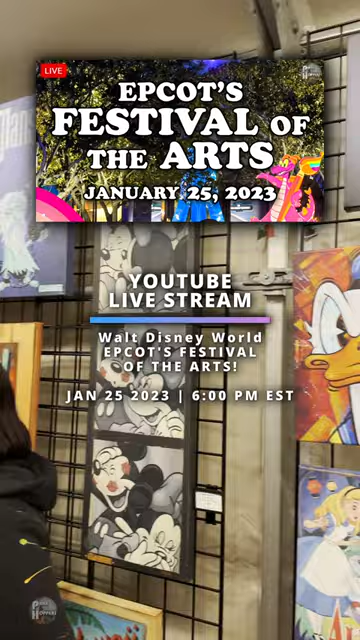 LIVE
EPCOT'S
FESTIVAL OF
THE ARTS
JANUARY 25, 2023
YOUTUBE
LIVE STREAM
Walt Disney World
EPCOT'S FESTIVAL
OF THE ARTS!
JAN 25 2023 | 6:00 PM EST